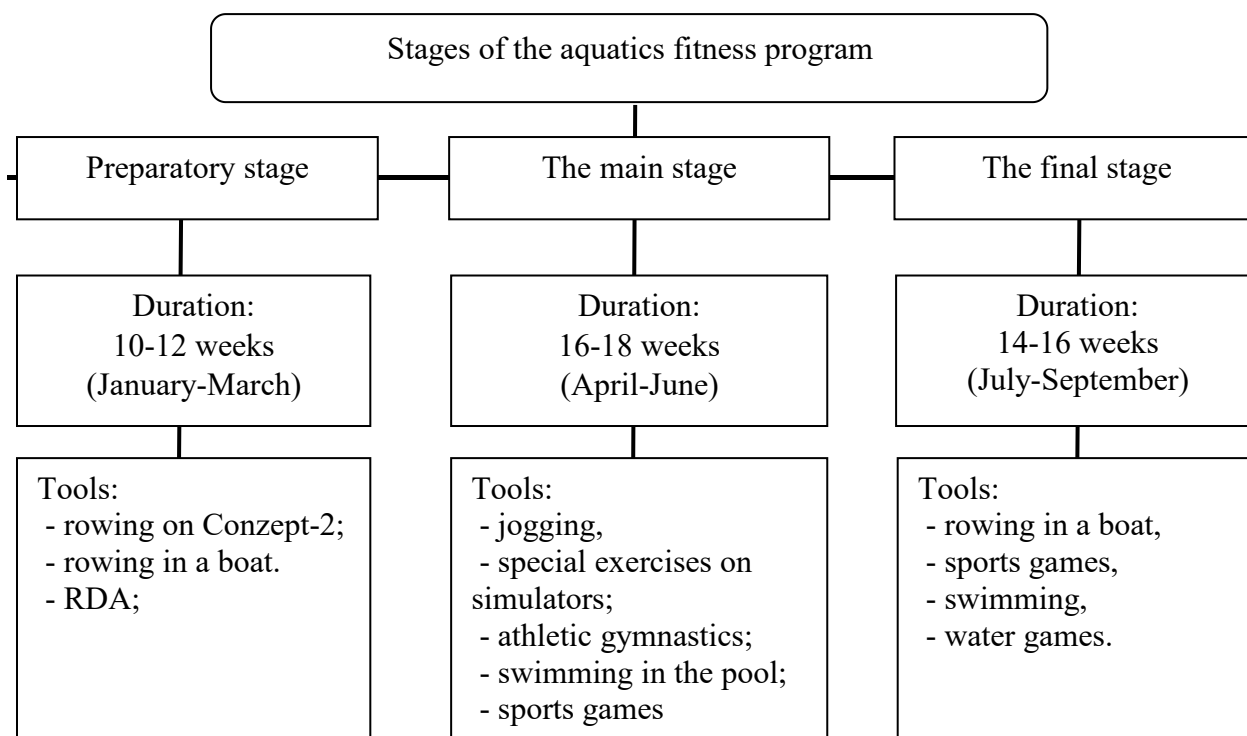 Stages of the aquatics fitness program
Preparatory stage
The main stage
The final stage
Duration:
10-12 weeks
(January-March)
Duration:
16-18 weeks
(April-June)
Duration:
14-16 weeks
(July-September)
Tools:
- rowing on Conzept-2;
- rowing in a boat.
- RDA;
Tools:
- jogging,
- special exercises on
simulators;
- athletic gymnastics;
- swimming in the pool;
- sports games
Tools:
- rowing in a boat,
- sports games,
- swimming,
- water games.